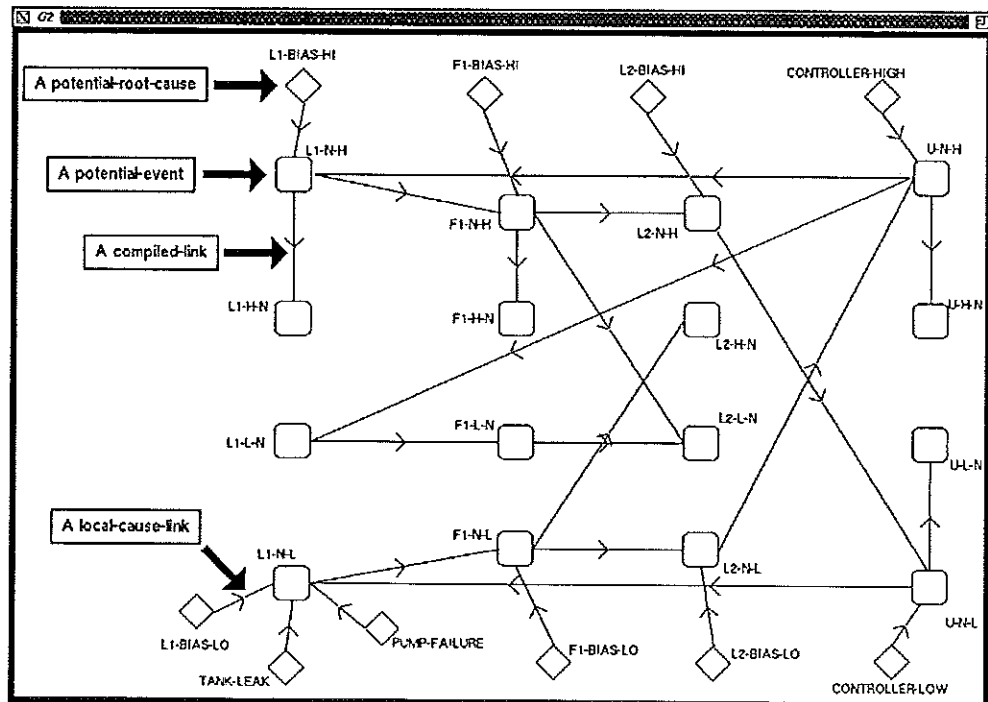 G2
L1-BIAS-HI
F1-BIAS-HI
L2-BIAS-HI
CONTROLLER-HIGH
A potential-root-cause
L1-N-H
U-N-H
A potential-event
F1-N-H
L2-N-H
A compiled-link
L1-H-N
F1-H-N
L2-H-N
U-H-N
L1-L-N
F1-L-N
L2-L-N
U-L-N
A local-cause-link
L1-N-L
F1-N-L
L2-N-L
U-N-L
L1-BIAS-LO
PUMP-FAILURE
TANK-LEAK
F1-BIAS-LO
L2-BIAS-LO
CONTROLLER-LOW